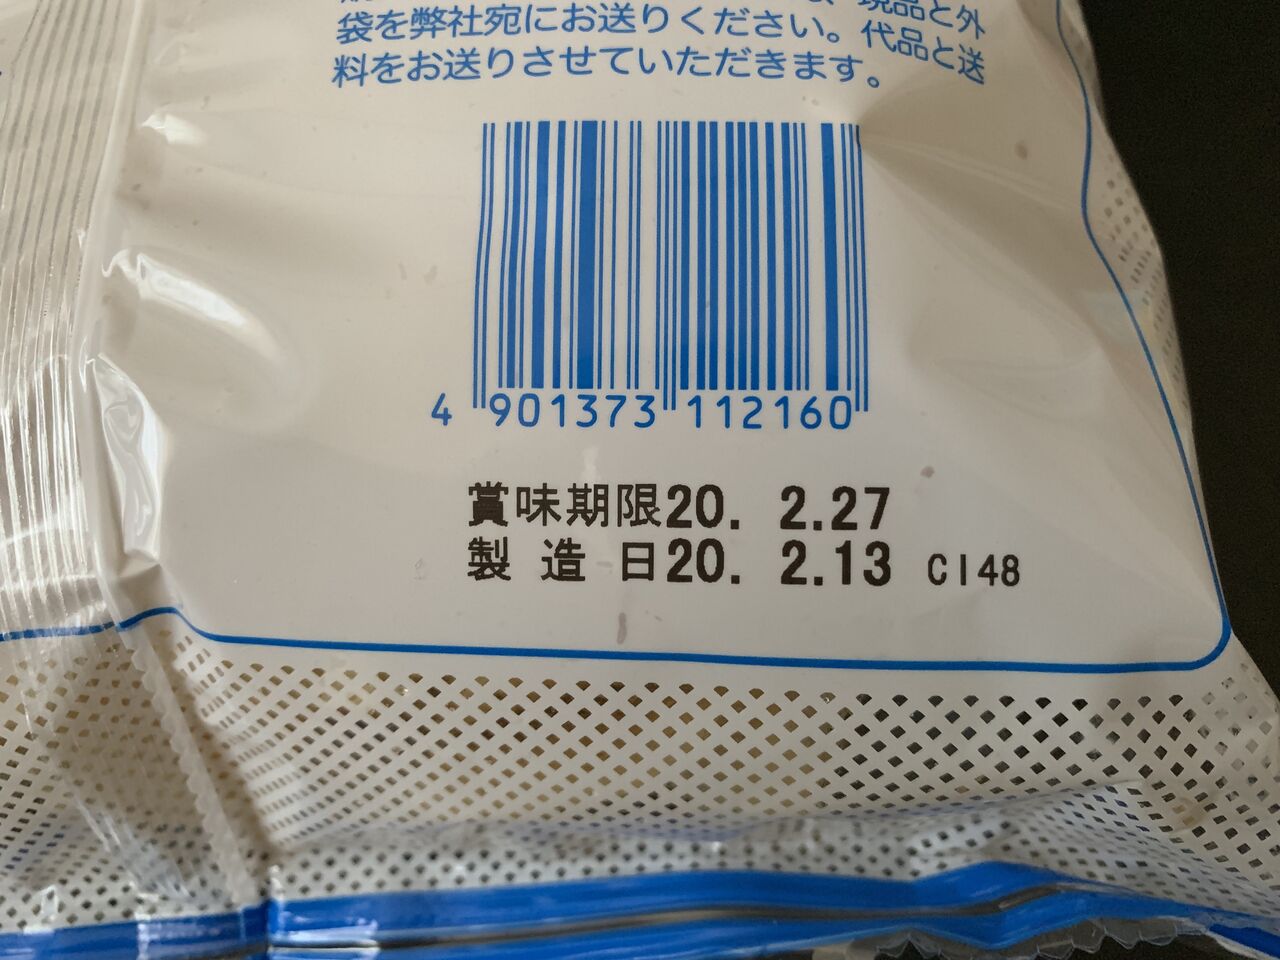 現品と外
袋を弊社宛にお送りください。代品と送
料をお送りさせていただきます。
4 901373 112160
賞味期限20. 2.27
製造日20. 2.13 CI48